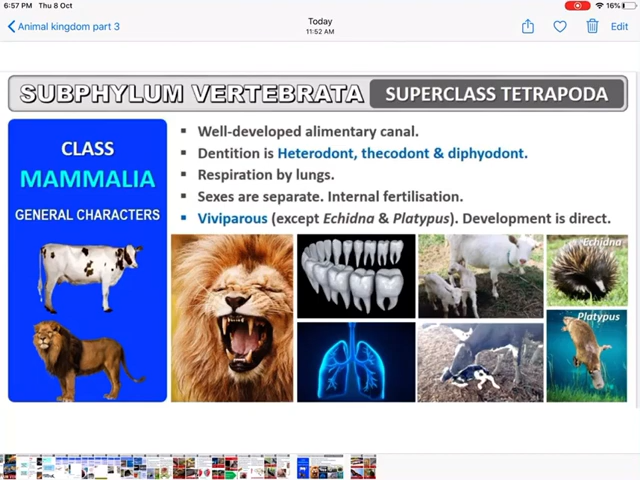 6:57 PM Thu 8 Oct
16%
Animal kingdom part 3
Today
11:52 AM
Edit
SUBPHYLUM VERTEBRATA
SUPERCLASS TETRAPODA
CLASS
MAMMALIA
GENERAL CHARACTERS
▪ Well-developed alimentary canal.
▪ Dentition is Heterodont, thecodont & diphyodont.
▪ Respiration by lungs.
▪ Sexes are separate. Internal fertilisation.
▪ Viviparous (except Echidna & Platypus). Development is direct.
Echidna
Platypus